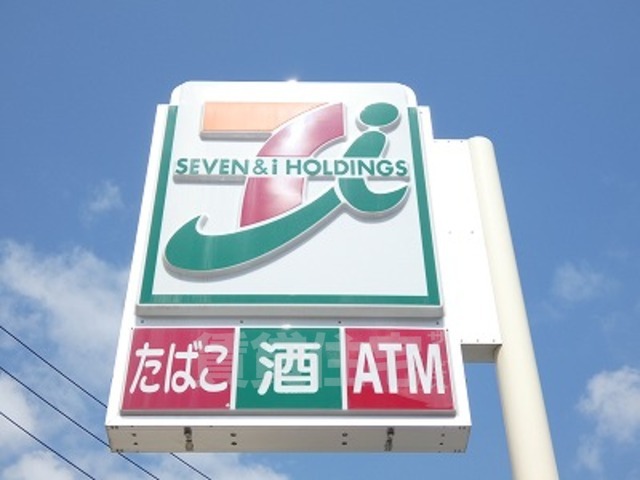 SEVEN & i HOLDINGS
たばこ 酒 ATM